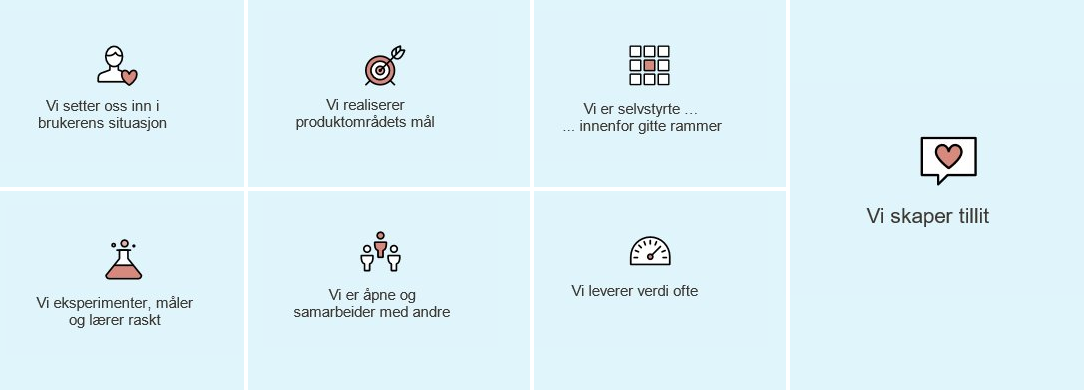 Vi setter oss inn i
brukerens situasjon
Vi realiserer
produktområdets mål
Vi er selvstyrte ...
... innenfor gitte rammer
Vi eksperimenter, måler
og lærer raskt
Vi er åpne og
samarbeider med andre
Vi leverer verdi ofte
Vi skaper tillit